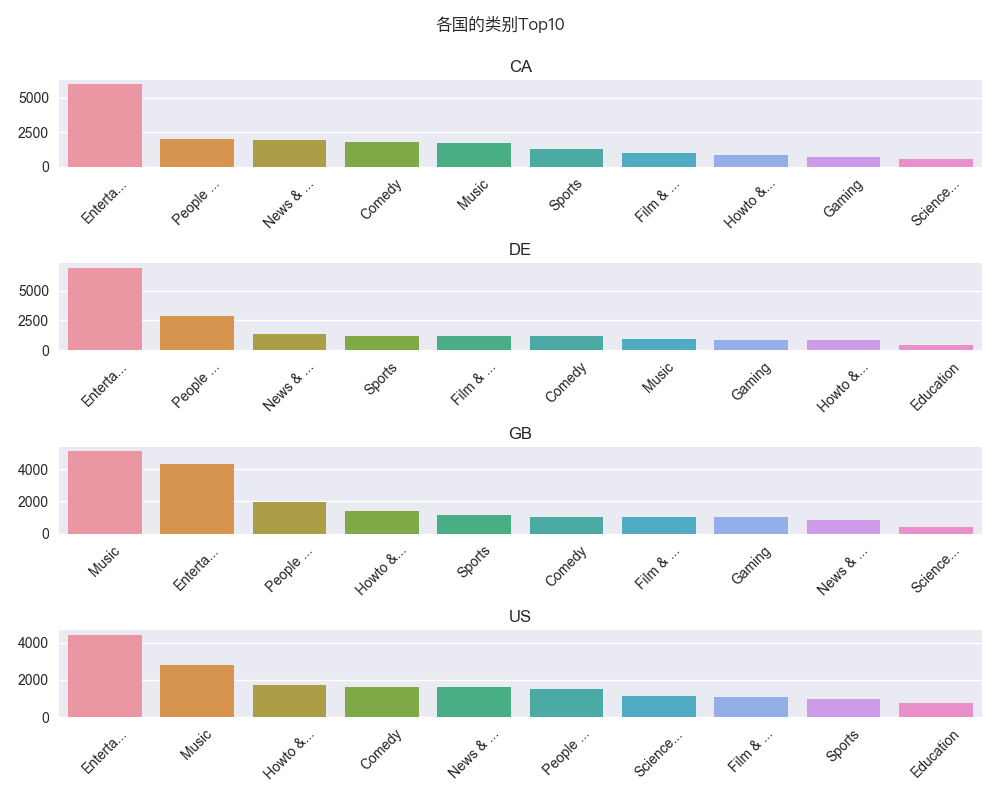 各国的类别Top10
CA
5000
2500
0
Enterta... People ... News & ... Comedy Music Sports Film & ... Howto &... Gaming Science...
DE
5000
2500
0
Enterta... People ... News & ... Sports Film & ... Comedy Music Gaming Howto &... Education
GB
4000
2000
0
Music Enterta... People ... Howto &... Sports Comedy Film & ... Gaming News & ... Science...
US
4000
2000
0
Enterta... Music Howto &... Comedy News & ... People ... Science... Film & ... Sports Education